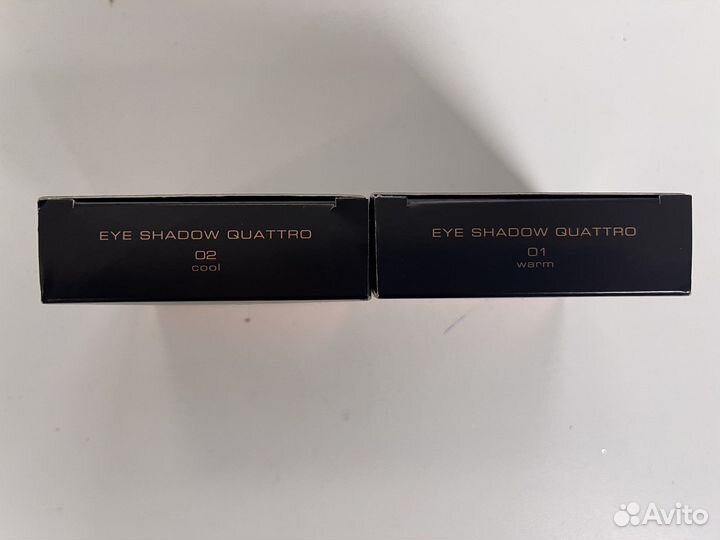 EYE SHADOW QUATTRO
02
cool
EYE SHADOW QUATTRO
01
warm
Avito